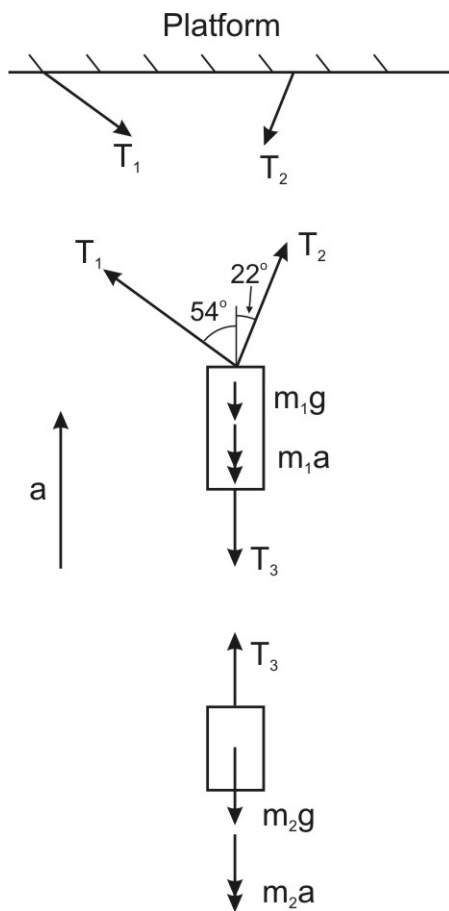 Platform
T₁
T₂
T₁
T₂
22°
54°
m₁g
m₁a
a
T₃
T₃
m₂g
m₂a